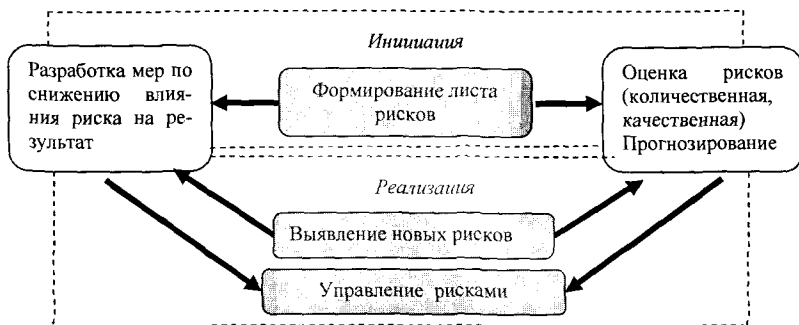 Инициация
Разработка мер по
снижению влия-
ния риска на ре-
зультат
Формирование листа
рисков
Оценка рисков
(количественная,
качественная)
Прогнозирование
Реализация
Выявление новых рисков
Управление рисками